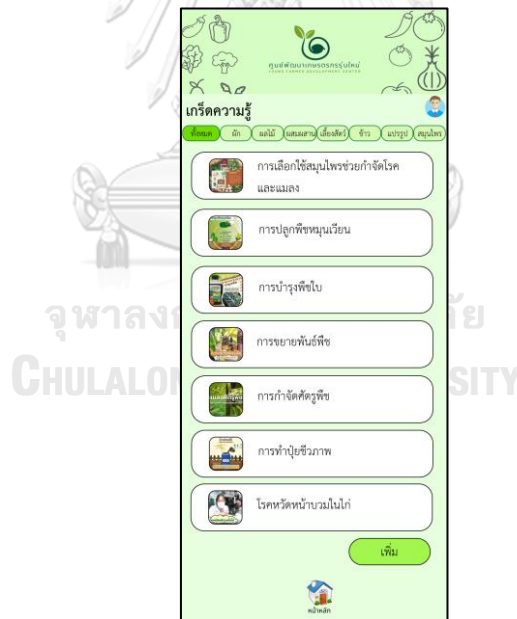 ศูนย์พัฒนาเกษตรกรรุ่นใหม่
YOUNG FARMER DEVELOPMENT CENTER
เกร็ดความรู้
ทั้งหมด ผัก ผลไม้ ผสมผสาน เลี้ยงสัตว์ ข้าว แปรรูป สมุนไพร
การเลือกใช้สมุนไพรช่วยกำจัดโรค
และแมลง
การปลูกพืชหมุนเวียน
การบำรุงพืชใบ
การขยายพันธ์พืช
การกำจัดศัตรูพืช
การทำปุ๋ยชีวภาพ
โรคหวัดหน้าบวมในไก่
เพิ่ม
หน้าหลัก